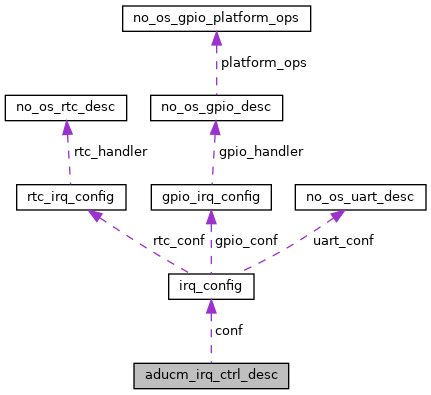 no_os_gpio_platform_ops
platform_ops
no_os_rtc_desc
no_os_gpio_desc
rtc_handler
gpio_handler
rtc_irq_config
gpio_irq_config
no_os_uart_desc
rtc_conf
gpio_conf
uart_conf
irq_config
conf
aducm_irq_ctrl_desc